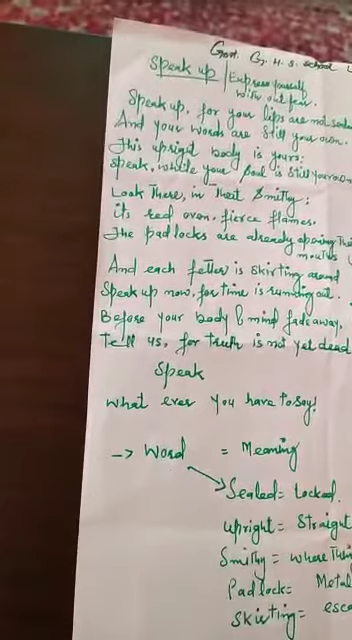 Govt. G. H. S. School
Speak up / Express yourself
with out fear.
Speak up, for your lips are not sealed
And your words are still your own.
This upright body is yours:
Speak, while your Soul is still your own
Look There, in Theit Smithy;
its red oven, fierce flames.
The padlocks are already opening Their
mouths
And each fetter is skirting around
Speak up now, for time is running out.
Before your body & mind fade away,
Tell us, for truth is not yet dead
Speak
what ever you have to say!
-> Word = Meaning
Sealed = Locked.
upright = Straight
Smithy = where
Padlock = Metal
Skirting =